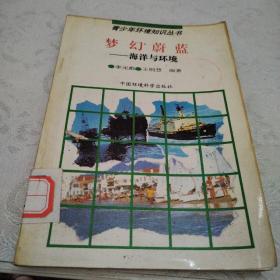 青少年环境知识丛书
梦幻蔚蓝
——海洋与环境
编著
中国环境科学出版社